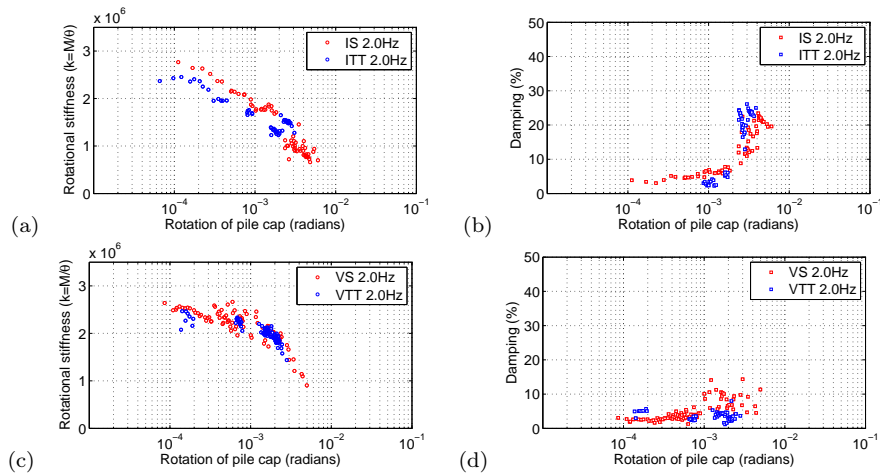 x 10^6
3
2
1
0
10^-4
10^-3
10^-2
10^-1
Rotational stiffness (k=M/θ)
Rotation of pile cap (radians)
IS 2.0Hz
ITT 2.0Hz
(a)
50
40
30
20
10
0
10^-4
10^-3
10^-2
10^-1
Damping (%)
Rotation of pile cap (radians)
IS 2.0Hz
ITT 2.0Hz
(b)
x 10^6
3
2
1
0
10^-4
10^-3
10^-2
10^-1
Rotational stiffness (k=M/θ)
Rotation of pile cap (radians)
VS 2.0Hz
VTT 2.0Hz
(c)
50
40
30
20
10
0
10^-4
10^-3
10^-2
10^-1
Damping (%)
Rotation of pile cap (radians)
VS 2.0Hz
VTT 2.0Hz
(d)